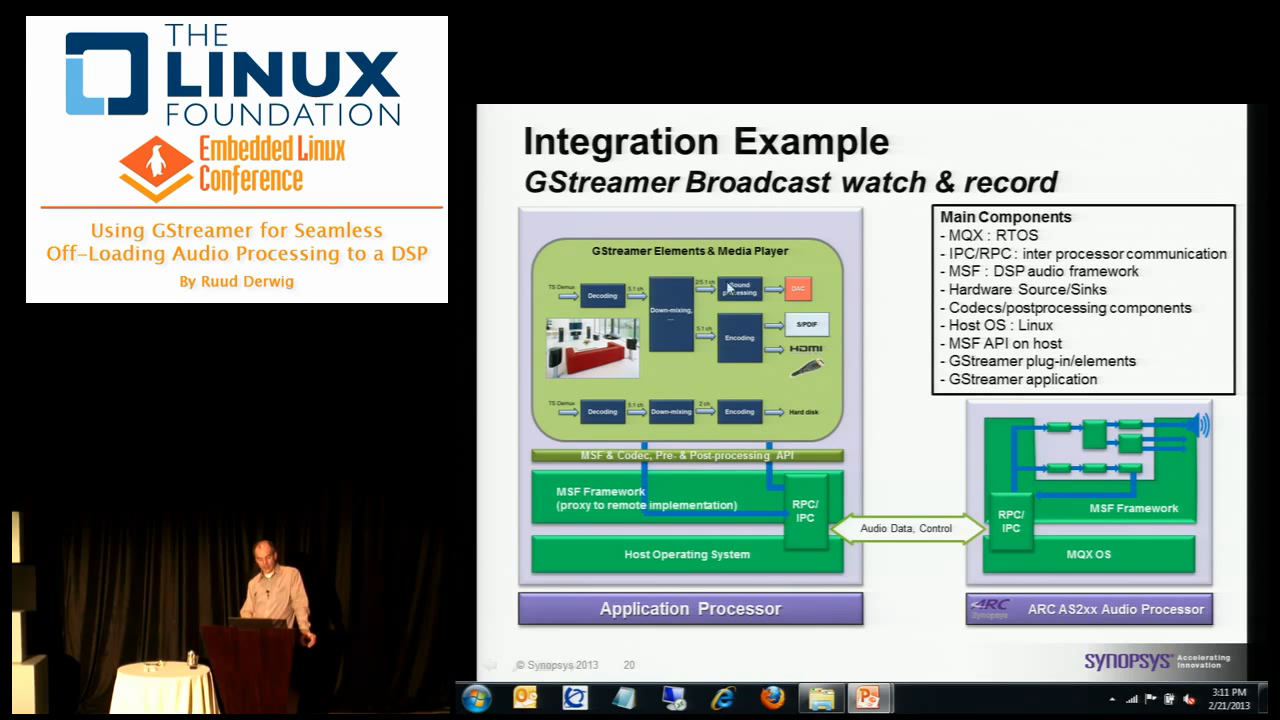 THE
LINUX
FOUNDATION
Embedded Linux
Conference
Using GStreamer for Seamless
Off-Loading Audio Processing to a DSP
By Ruud Derwig
Integration Example
GStreamer Broadcast watch & record
Main Components
- MQX : RTOS
- IPC/RPC : inter processor communication
- MSF : DSP audio framework
- Hardware Source/Sinks
- Codecs/postprocessing components
- Host OS : Linux
- MSF API on host
- GStreamer plug-in/elements
- GStreamer application
GStreamer Elements & Media Player
TS Demux
Decoding
5.1 ch
Down-mixing,
...
2/5.1 ch
Sound
processing
DAC
5.1 ch
Encoding
S/PDIF
HDMI
TS Demux
Decoding
5.1 ch
Down-mixing
2 ch
Encoding
Hard disk
MSF & Codec, Pre- & Post-processing API
MSF Framework
(proxy to remote implementation)
RPC/
IPC
Host Operating System
Application Processor
Audio Data, Control
RPC/
IPC
MSF Framework
MQX OS
ARC
Synopsys
ARC AS2xx Audio Processor
© Synopsys 2013
20
SYNOPSYS
Accelerating
Innovation
3:11 PM
2/21/2013